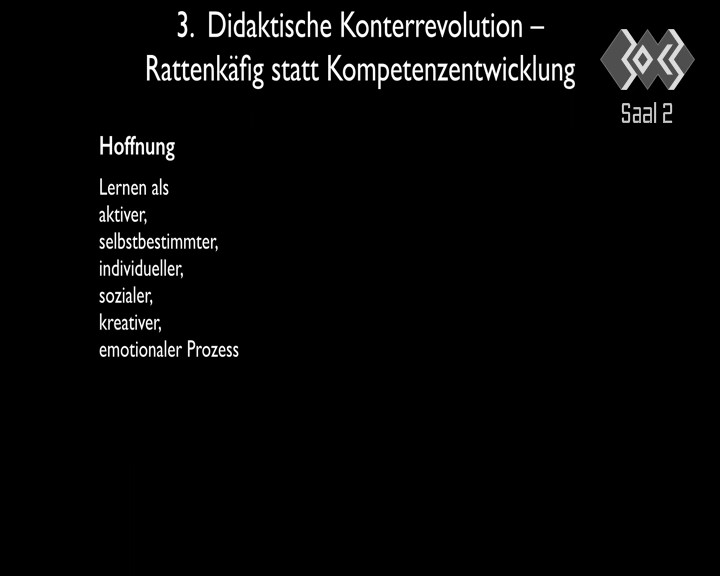 3. Didaktische Konterrevolution –
Rattenkäfig statt Kompetenzentwicklung
Saal 2
Hoffnung
Lernen als
aktiver,
selbstbestimmter,
individueller,
sozialer,
kreativer,
emotionaler Prozess